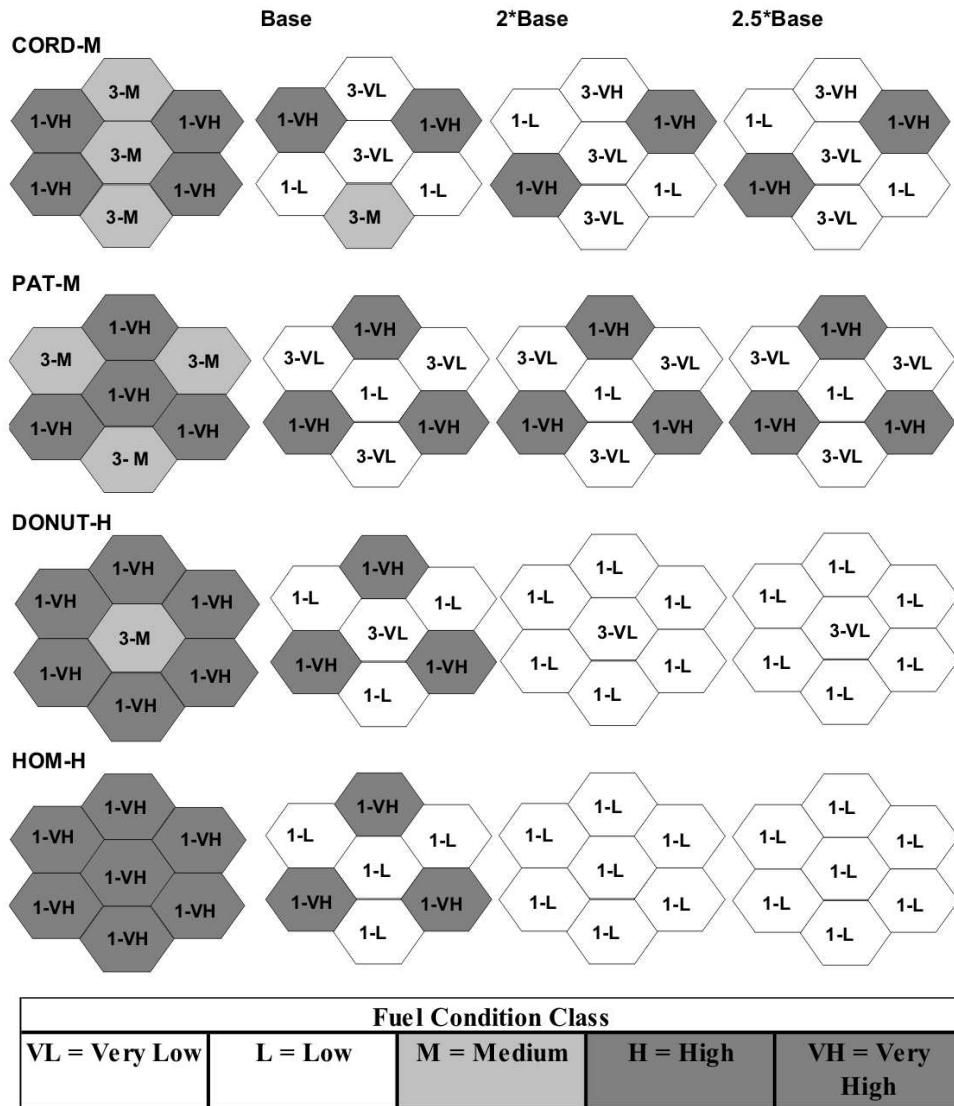 Base 2*Base 2.5*Base
CORD-M
3-M 3-VL 3-VH 3-VH
1-VH 1-VH 1-VH 1-VH 1-L 1-VH 1-L 1-VH
3-M 3-VL 3-VL 3-VL
1-VH 1-VH 1-L 1-L 1-VH 1-L 1-VH 1-L
3-M 3-M 3-VL 3-VL
PAT-M
1-VH 1-VH 1-VH 1-VH
3-M 3-M 3-VL 3-VL 3-VL 3-VL 3-VL 3-VL
1-VH 1-L 1-L 1-L
1-VH 1-VH 1-VH 1-VH 1-VH 1-VH 1-VH 1-VH
3- M 3-VL 3-VL 3-VL
DONUT-H
1-VH 1-VH 1-L 1-L
1-VH 1-VH 1-L 1-L 1-L 1-L 1-L 1-L
3-M 3-VL 3-VL 3-VL
1-VH 1-VH 1-VH 1-VH 1-L 1-L 1-L 1-L
1-VH 1-L 1-L 1-L
HOM-H
1-VH 1-VH 1-L 1-L
1-VH 1-VH 1-L 1-L 1-L 1-L 1-L 1-L
1-VH 1-L 1-L 1-L
1-VH 1-VH 1-VH 1-VH 1-L 1-L 1-L 1-L
1-VH 1-L 1-L 1-L
Fuel Condition Class
VL = Very Low L = Low M = Medium H = High VH = Very
High